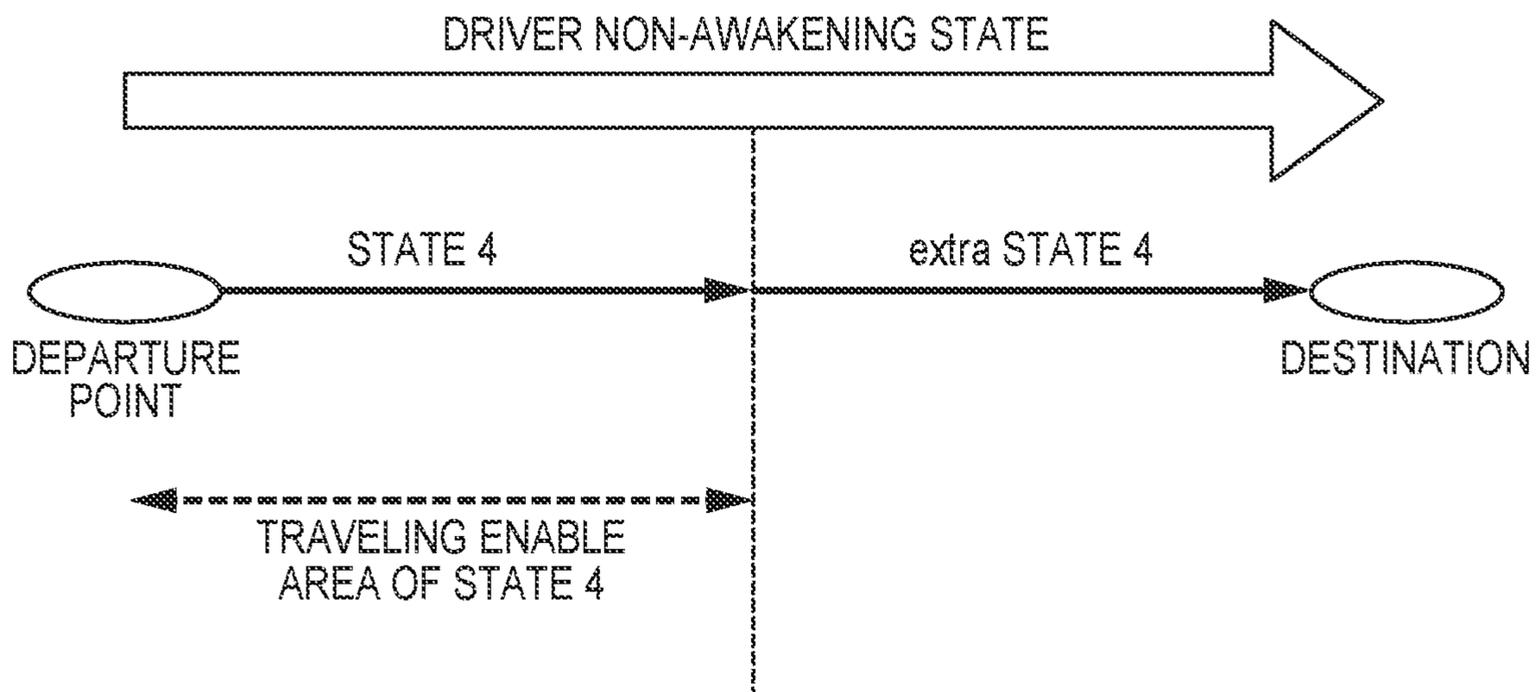 DRIVER NON-AWAKENING STATE
STATE 4
extra STATE 4
DEPARTURE
POINT
DESTINATION
TRAVELING ENABLE
AREA OF STATE 4